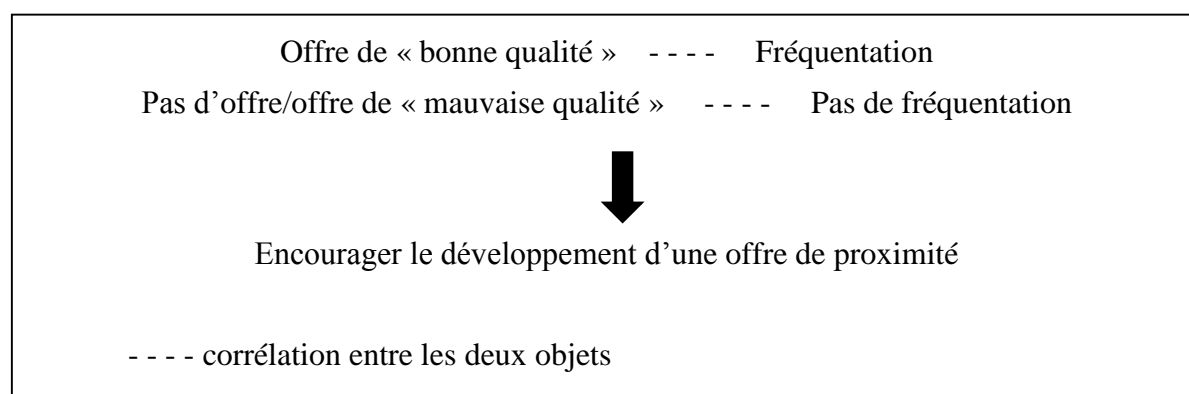 Offre de « bonne qualité » - - - - Fréquentation
Pas d’offre/offre de « mauvaise qualité » - - - - Pas de fréquentation
Encourager le développement d’une offre de proximité
- - - - corrélation entre les deux objets